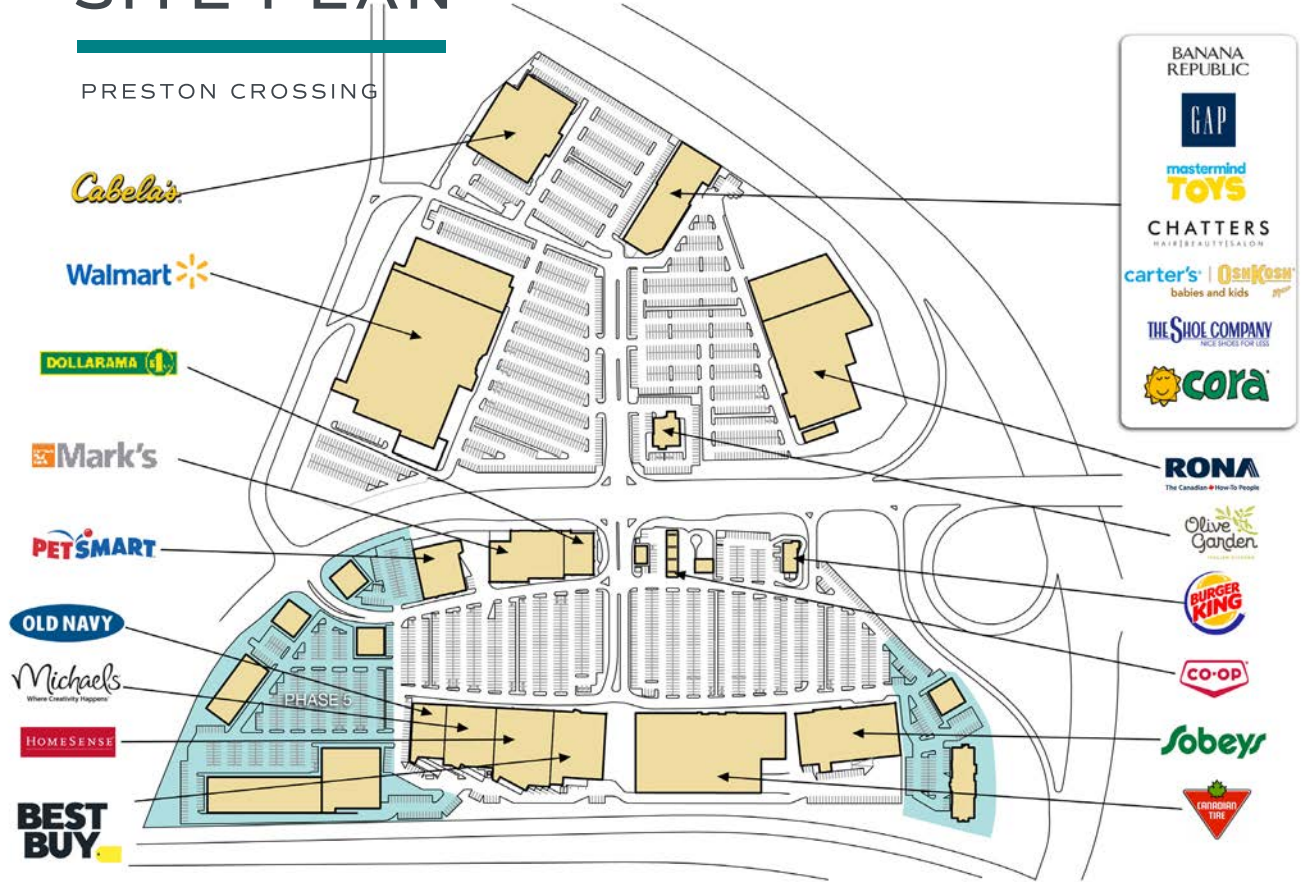 SITE PLAN
PRESTON CROSSING
Cabela's
Walmart
DOLLARAMA
Mark's
PETSMART
OLD NAVY
Michaels
Where Creativity Happens
HOMESENSE
BEST
BUY
PHASE 5
BANANA
REPUBLIC
GAP
mastermind
TOYS
CHATTERS
HAIR|BEAUTY|SALON
carter's | OSHKOSH
babies and kids
THE SHOE COMPANY
NICE SHOES FOR LESS
cora
RONA
The Canadian How-To People
Olive
Garden
ITALIAN KITCHEN
BURGER
KING
CO-OP
Sobeys
CANADIAN
TIRE